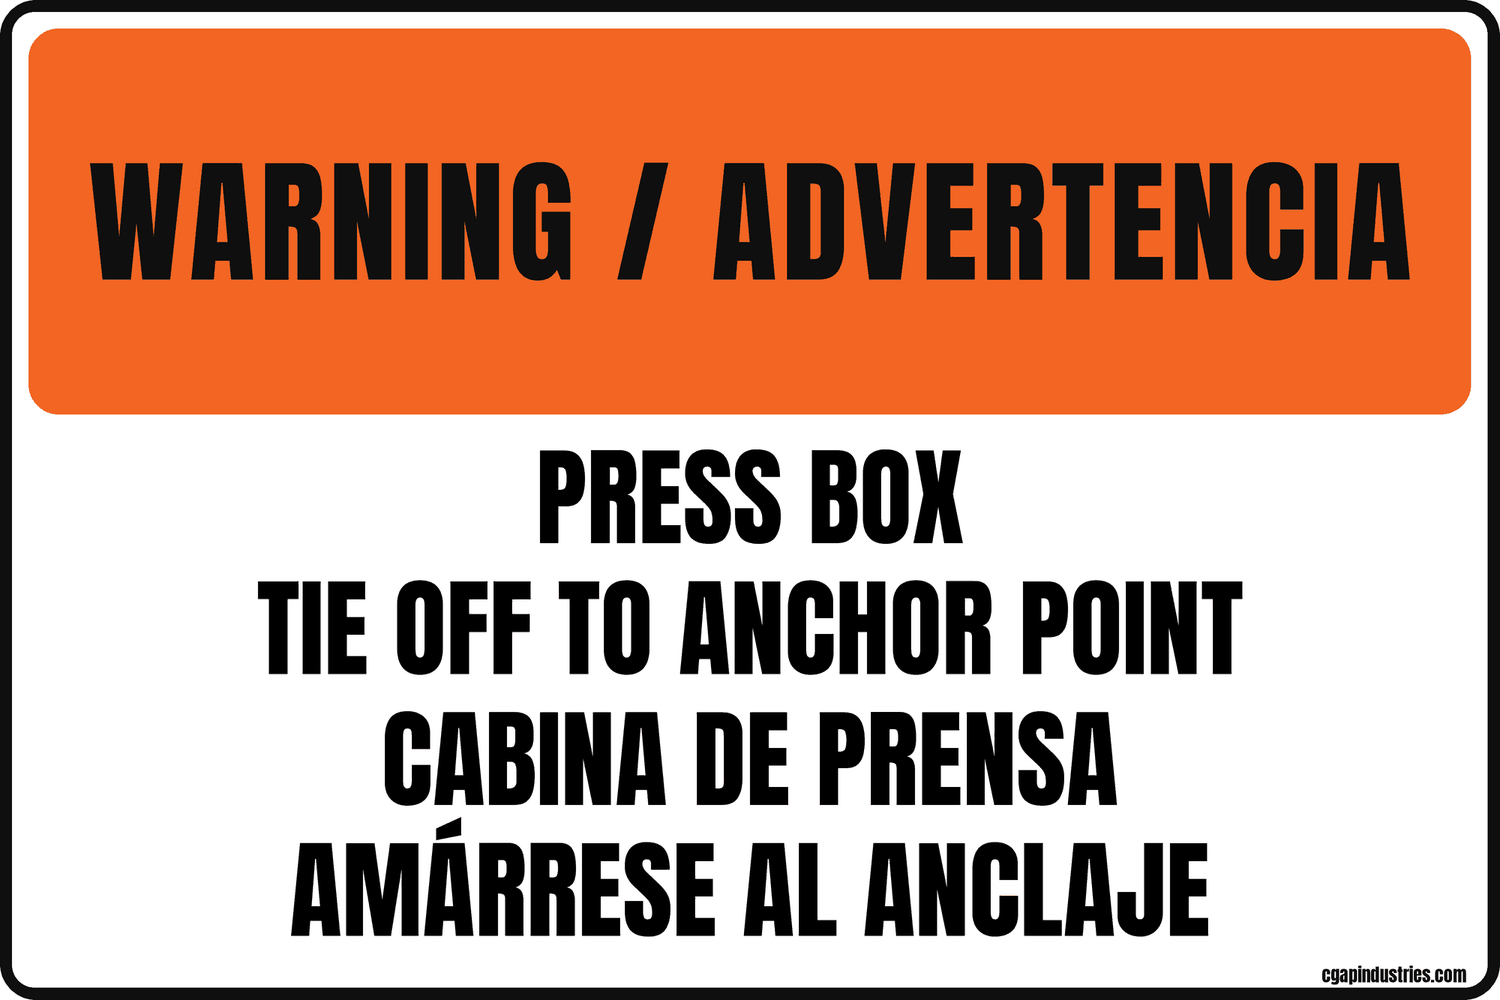 WARNING / ADVERTENCIA
PRESS BOX
TIE OFF TO ANCHOR POINT
CABINA DE PRENSA
AMÁRRESE AL ANCLAJE
cgapindustries.com